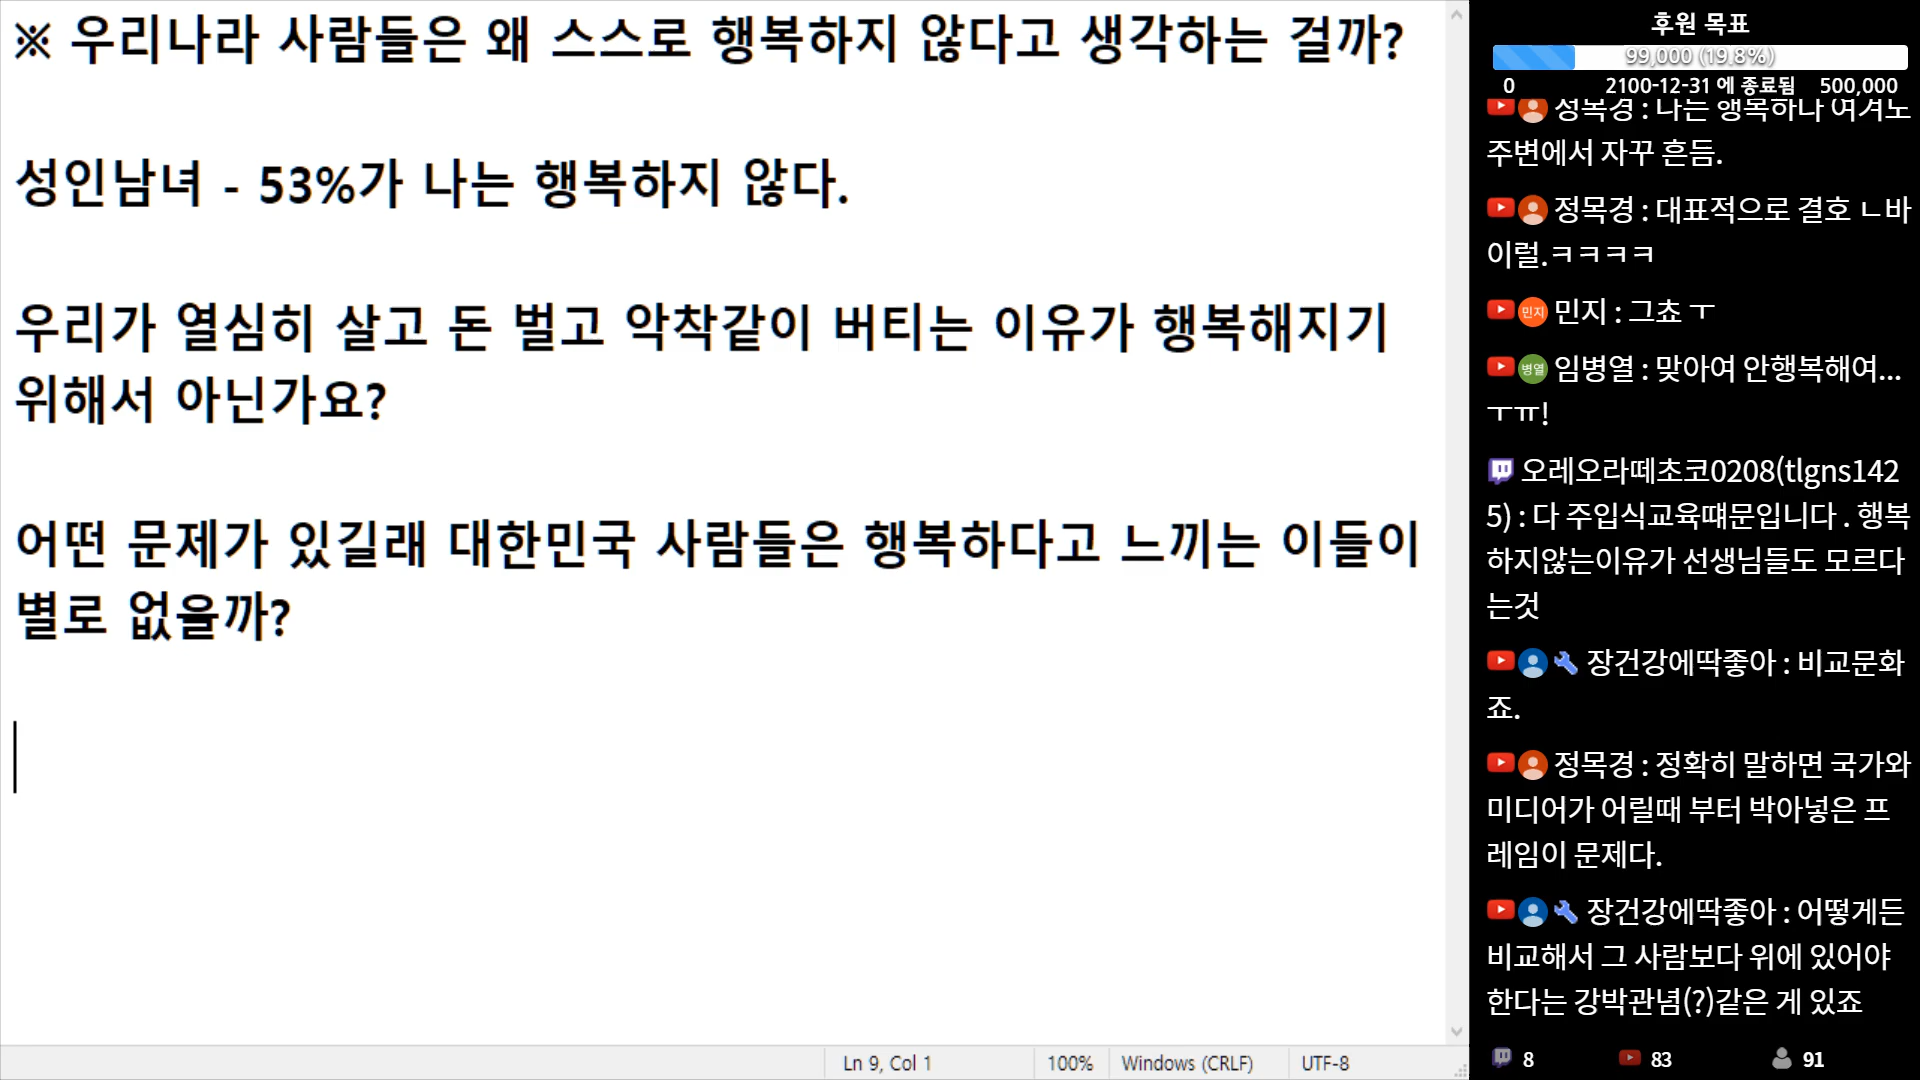 ※ 우리나라 사람들은 왜 스스로 행복하지 않다고 생각하는 걸까?
성인남녀 - 53%가 나는 행복하지 않다.
우리가 열심히 살고 돈 벌고 악착같이 버티는 이유가 행복해지기
위해서 아닌가요?
어떤 문제가 있길래 대한민국 사람들은 행복하다고 느끼는 이들이
별로 없을까?
Ln 9, Col 1 100% Windows (CRLF) UTF-8
후원 목표
99,000 (19.8%)
0 2100-12-31 에 종료됨 500,000
정목경 : 나는 행복하다 여겨도
주변에서 자꾸 흔듬.
정목경 : 대표적으로 결호 ㄴ바
이럴.ㅋㅋㅋㅋ
민지 민지 : 그쵸 ㅜ
병열 임병열 : 맞아여 안행복해여...
ㅜㅠ!
오레오라떼초코0208(tlgns142
5) : 다 주입식교육떄문입니다 . 행복
하지않는이유가 선생님들도 모르다
는것
장건강에딱좋아 : 비교문화
죠.
정목경 : 정확히 말하면 국가와
미디어가 어릴때 부터 박아넣은 프
레임이 문제다.
장건강에딱좋아 : 어떻게든
비교해서 그 사람보다 위에 있어야
한다는 강박관념(?)같은 게 있죠
8 83 91